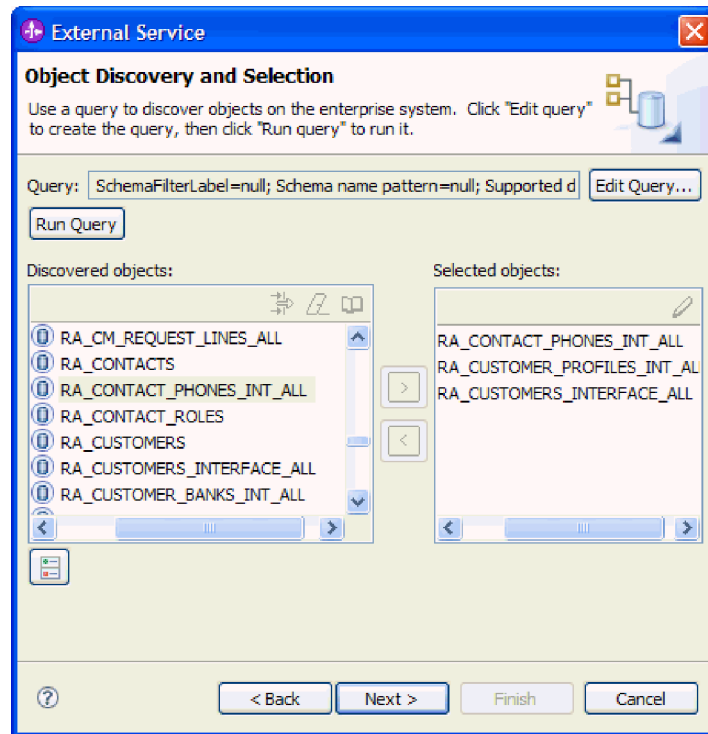 External Service
Object Discovery and Selection
Use a query to discover objects on the enterprise system. Click "Edit query"
to create the query, then click "Run query" to run it.
Query: SchemaFilterLabel=null; Schema name pattern=null; Supported d Edit Query...
Run Query
Discovered objects:
RA_CM_REQUEST_LINES_ALL
RA_CONTACTS
RA_CONTACT_PHONES_INT_ALL
RA_CONTACT_ROLES
RA_CUSTOMERS
RA_CUSTOMERS_INTERFACE_ALL
RA_CUSTOMER_BANKS_INT_ALL
>
<
Selected objects:
RA_CONTACT_PHONES_INT_ALL
RA_CUSTOMER_PROFILES_INT_AL
RA_CUSTOMERS_INTERFACE_ALL
? < Back Next > Finish Cancel